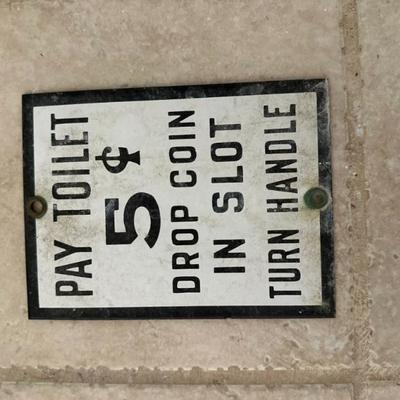 PAY TOILET
5¢
DROP COIN
IN SLOT
TURN HANDLE